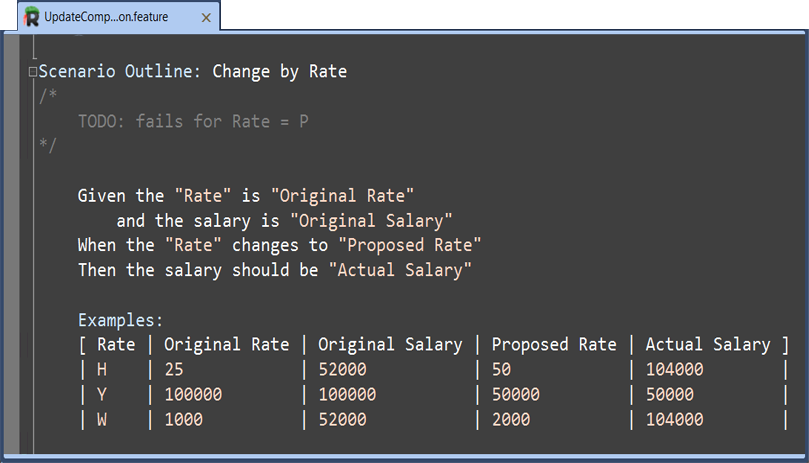 UpdateComp...on.feature
Scenario Outline: Change by Rate
/*
TODO: fails for Rate = P
*/
Given the "Rate" is "Original Rate"
and the salary is "Original Salary"
When the "Rate" changes to "Proposed Rate"
Then the salary should be "Actual Salary"
Examples:
[ Rate | Original Rate | Original Salary | Proposed Rate | Actual Salary ]
| H | 25 | 52000 | 50 | 104000 |
| Y | 100000 | 100000 | 50000 | 50000 |
| W | 1000 | 52000 | 2000 | 104000 |